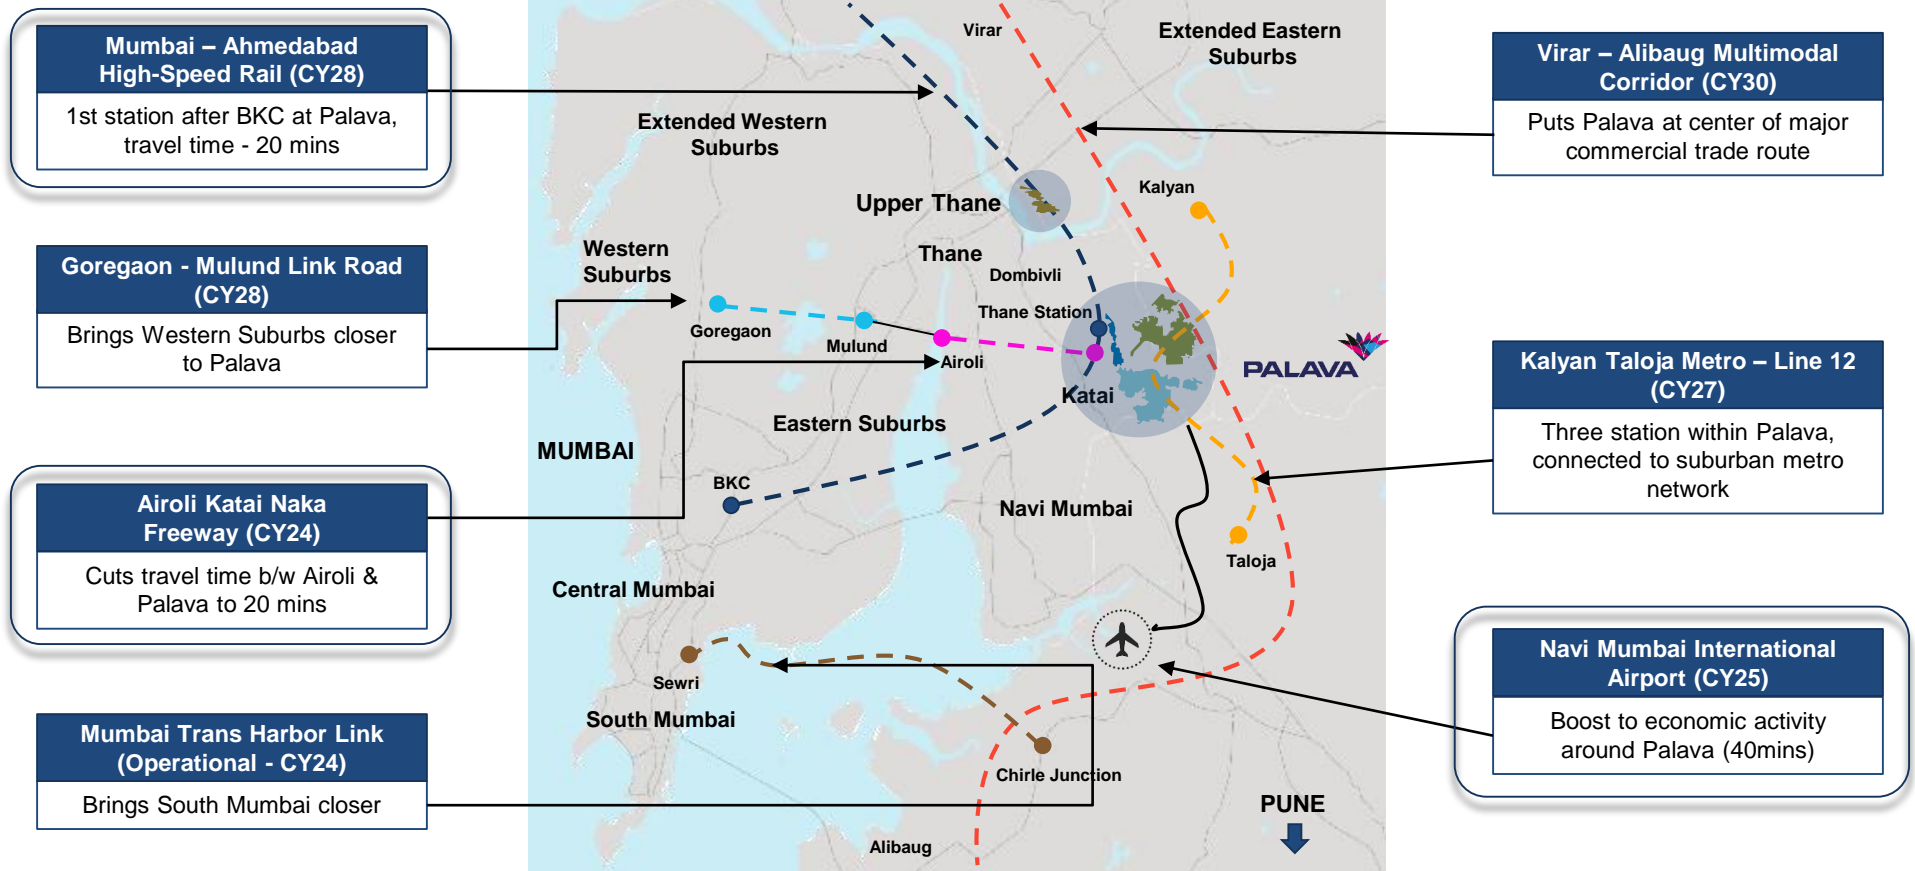 Mumbai – Ahmedabad
High-Speed Rail (CY28)
1st station after BKC at Palava,
travel time - 20 mins
Goregaon - Mulund Link Road
(CY28)
Brings Western Suburbs closer
to Palava
Airoli Katai Naka
Freeway (CY24)
Cuts travel time b/w Airoli &
Palava to 20 mins
Mumbai Trans Harbor Link
(Operational - CY24)
Brings South Mumbai closer
Virar
Extended Eastern
Suburbs
Extended Western
Suburbs
Kalyan
Upper Thane
Western
Suburbs
Thane
Dombivli
Thane Station
Goregaon
Mulund
Airoli
PALAVA
Katai
Eastern Suburbs
MUMBAI
BKC
Navi Mumbai
Taloja
Central Mumbai
Sewri
South Mumbai
Chirle Junction
PUNE
Alibaug
Virar – Alibaug Multimodal
Corridor (CY30)
Puts Palava at center of major
commercial trade route
Kalyan Taloja Metro – Line 12
(CY27)
Three station within Palava,
connected to suburban metro
network
Navi Mumbai International
Airport (CY25)
Boost to economic activity
around Palava (40mins)